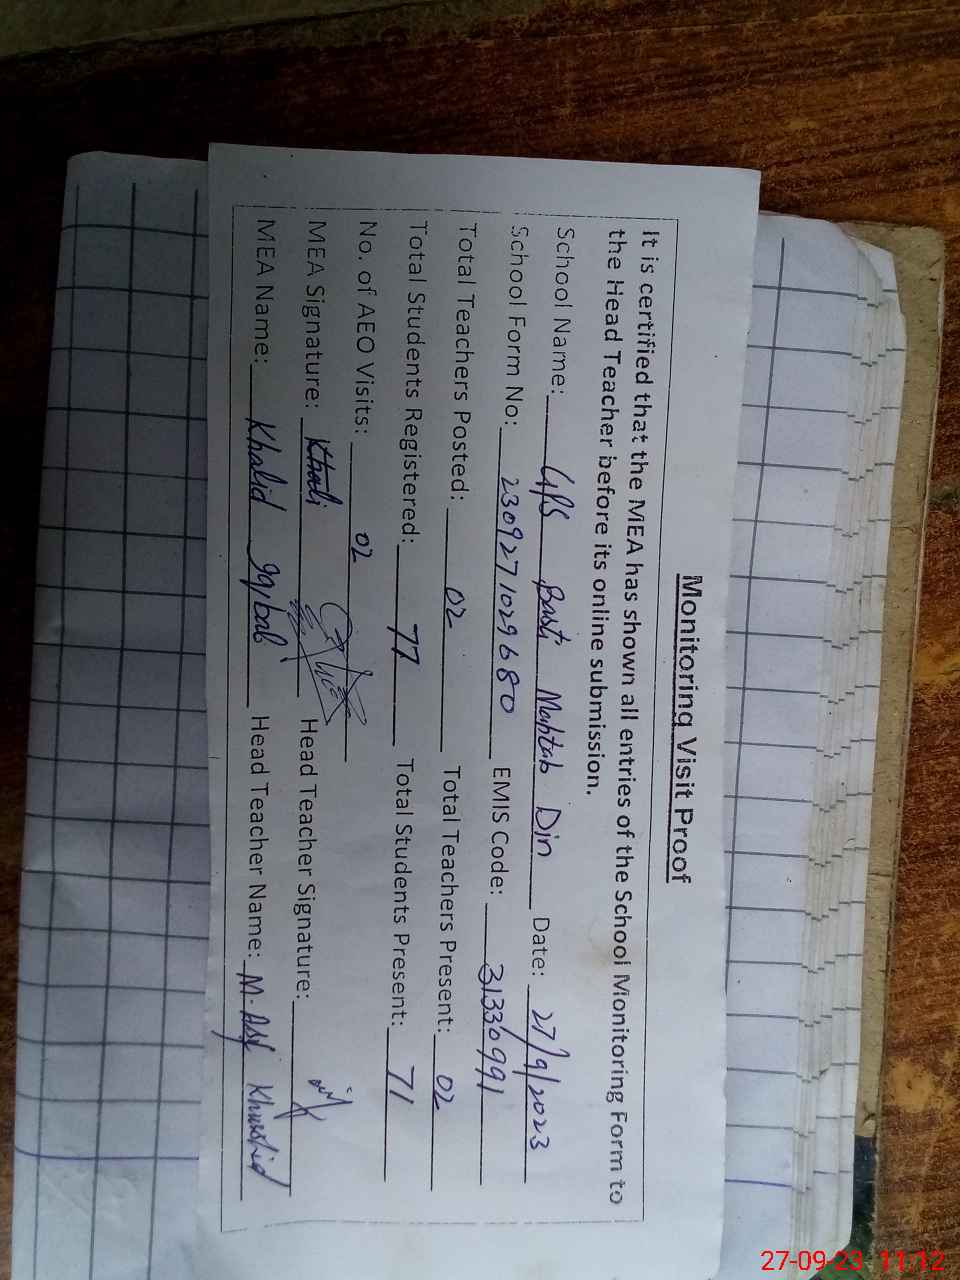 Monitoring Visit Proof
It is certified that the MEA has shown all entries of the School Monitoring Form to
the Head Teacher before its online submission.
School Name: GPS Basti Mehtab Din Date: 27/9/2023
School Form No: 2309271029680 EMIS Code: 31330991
Total Teachers Posted: 02 Total Teachers Present: 02
Total Students Registered: 77 Total Students Present: 71
No. of AEO Visits: 02
MEA Signature: Khali Head Teacher Signature:
MEA Name: Khalid Iqbal Head Teacher Name: M. Asif Khurshid
27-09-23 11:12